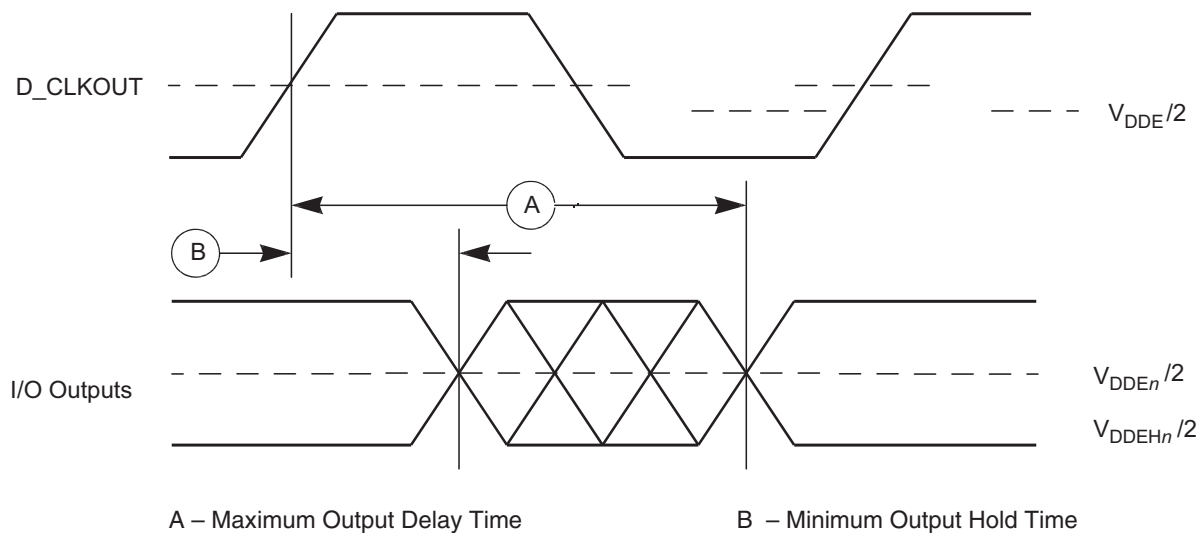 D_CLKOUT
V_DDE /2
A
B
I/O Outputs
V_DDEn /2
V_DDEHn /2
A – Maximum Output Delay Time
B – Minimum Output Hold Time